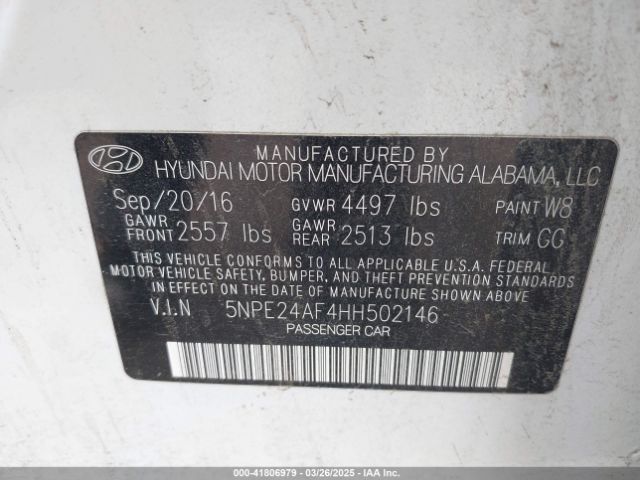 MANUFACTURED BY
HYUNDAI MOTOR MANUFACTURING ALABAMA, LLC
Sep/20/16 GVWR 4497 lbs PAINT W8
GAWR FRONT 2557 lbs GAWR REAR 2513 lbs TRIM GG
THIS VEHICLE CONFORMS TO ALL APPLICABLE U.S.A. FEDERAL
MOTOR VEHICLE SAFETY, BUMPER, AND THEFT PREVENTION STANDARDS
IN EFFECT ON THE DATE OF MANUFACTURE SHOWN ABOVE
V.I.N 5NPE24AF4HH502146
PASSENGER CAR
000-41806979 | 03/26/2025 — IAA Inc.